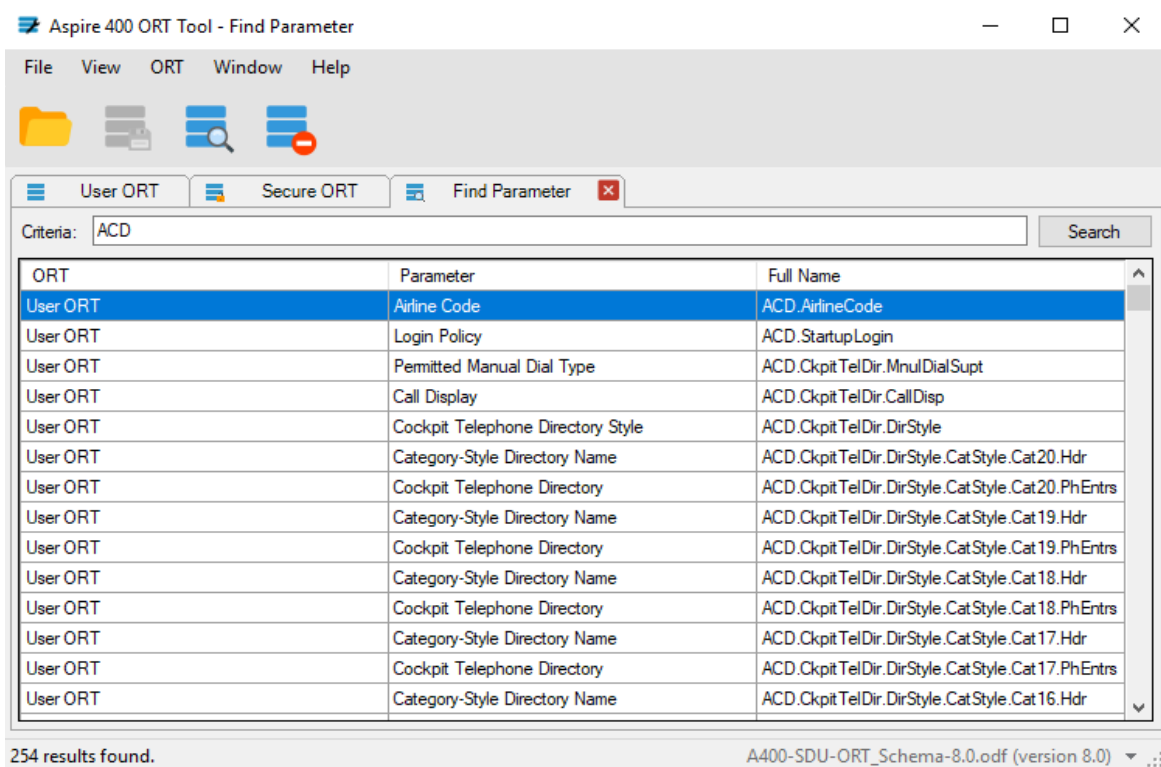 Aspire 400 ORT Tool - Find Parameter
File View ORT Window Help
User ORT Secure ORT Find Parameter
Criteria: ACD Search
ORT Parameter Full Name
User ORT Airline Code ACD.AirlineCode
User ORT Login Policy ACD.StartupLogin
User ORT Permitted Manual Dial Type ACD.CkpitTelDir.MnulDialSupt
User ORT Call Display ACD.CkpitTelDir.CallDisp
User ORT Cockpit Telephone Directory Style ACD.CkpitTelDir.DirStyle
User ORT Category-Style Directory Name ACD.CkpitTelDir.DirStyle.CatStyle.Cat20.Hdr
User ORT Cockpit Telephone Directory ACD.CkpitTelDir.DirStyle.CatStyle.Cat20.PhEntrs
User ORT Category-Style Directory Name ACD.CkpitTelDir.DirStyle.CatStyle.Cat19.Hdr
User ORT Cockpit Telephone Directory ACD.CkpitTelDir.DirStyle.CatStyle.Cat19.PhEntrs
User ORT Category-Style Directory Name ACD.CkpitTelDir.DirStyle.CatStyle.Cat18.Hdr
User ORT Cockpit Telephone Directory ACD.CkpitTelDir.DirStyle.CatStyle.Cat18.PhEntrs
User ORT Category-Style Directory Name ACD.CkpitTelDir.DirStyle.CatStyle.Cat17.Hdr
User ORT Cockpit Telephone Directory ACD.CkpitTelDir.DirStyle.CatStyle.Cat17.PhEntrs
User ORT Category-Style Directory Name ACD.CkpitTelDir.DirStyle.CatStyle.Cat16.Hdr
254 results found. A400-SDU-ORT_Schema-8.0.odf (version 8.0)